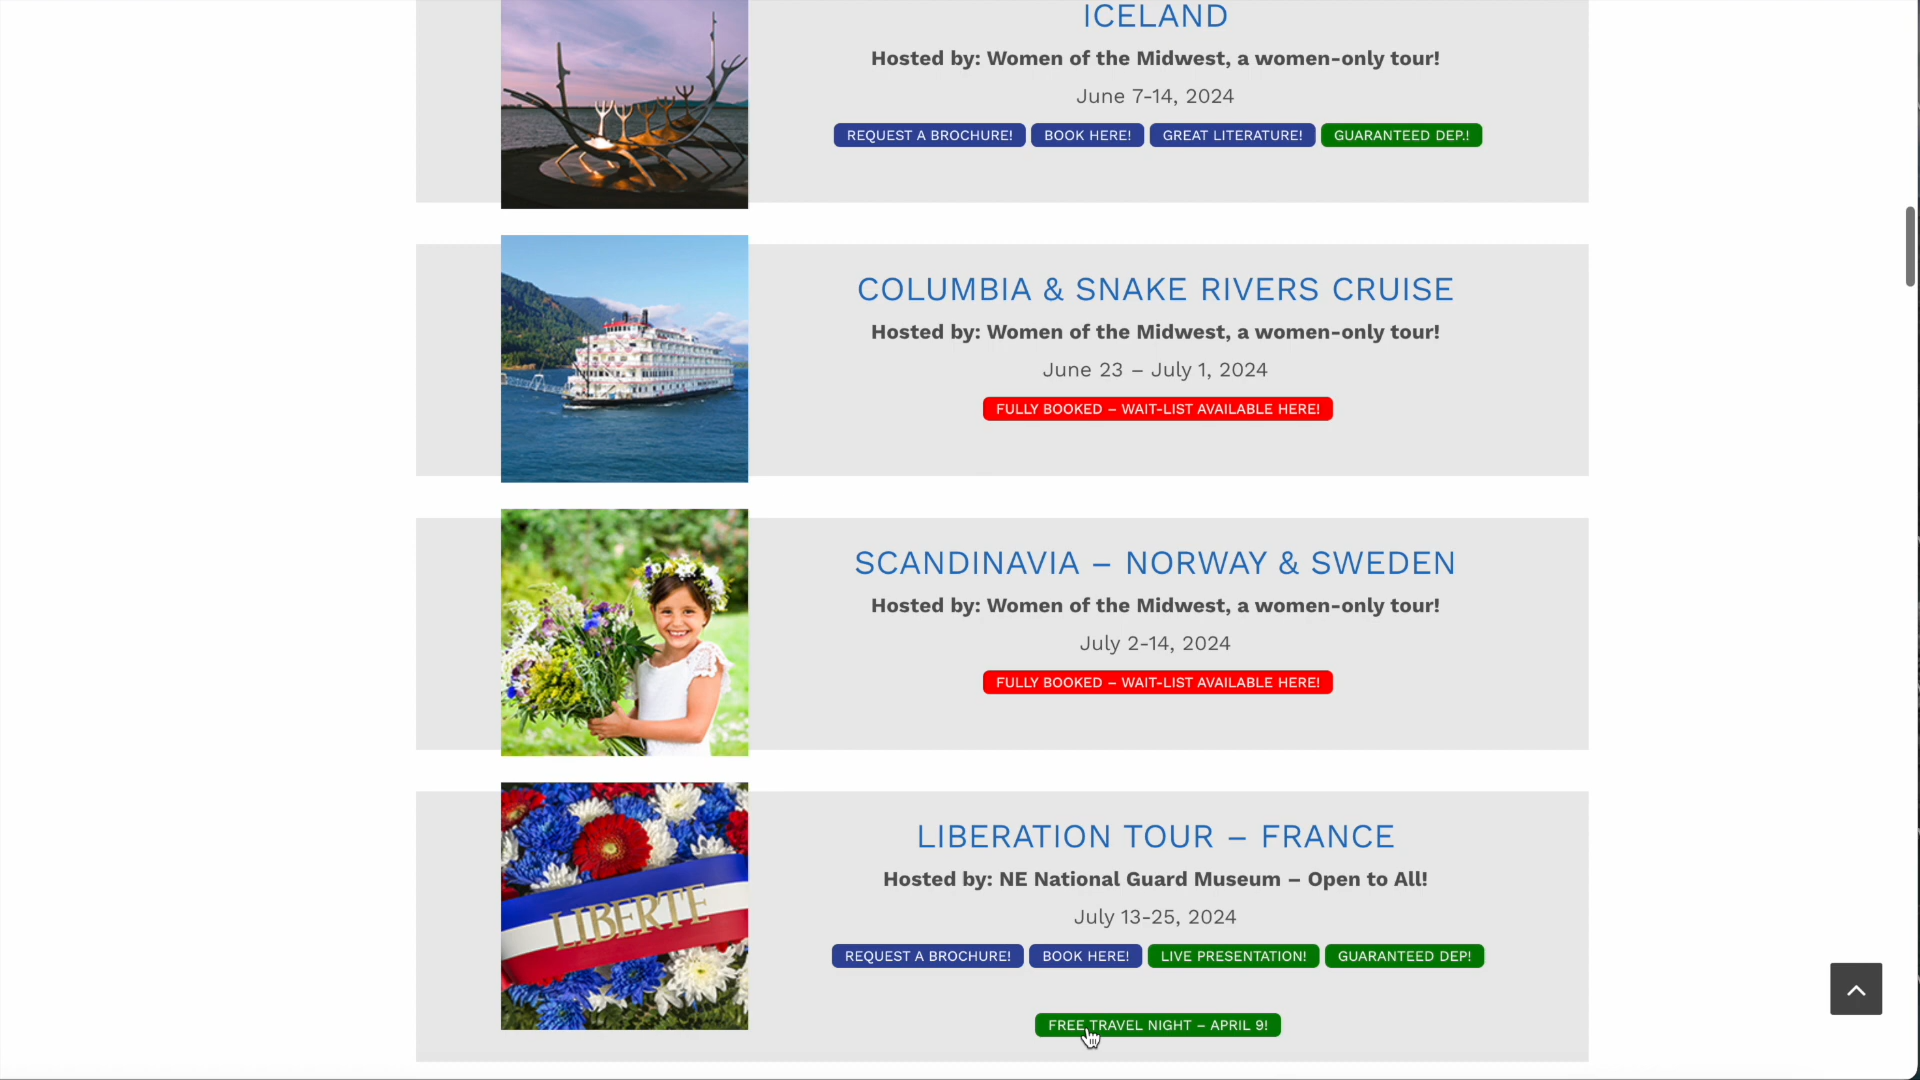 ICELAND
Hosted by: Women of the Midwest, a women-only tour!
June 7-14, 2024
REQUEST A BROCHURE! BOOK HERE! GREAT LITERATURE! GUARANTEED DEP.!
COLUMBIA & SNAKE RIVERS CRUISE
Hosted by: Women of the Midwest, a women-only tour!
June 23 – July 1, 2024
FULLY BOOKED – WAIT-LIST AVAILABLE HERE!
SCANDINAVIA – NORWAY & SWEDEN
Hosted by: Women of the Midwest, a women-only tour!
July 2-14, 2024
FULLY BOOKED – WAIT-LIST AVAILABLE HERE!
LIBERTE
LIBERATION TOUR – FRANCE
Hosted by: NE National Guard Museum – Open to All!
July 13-25, 2024
REQUEST A BROCHURE! BOOK HERE! LIVE PRESENTATION! GUARANTEED DEP!
FREE TRAVEL NIGHT – APRIL 9!